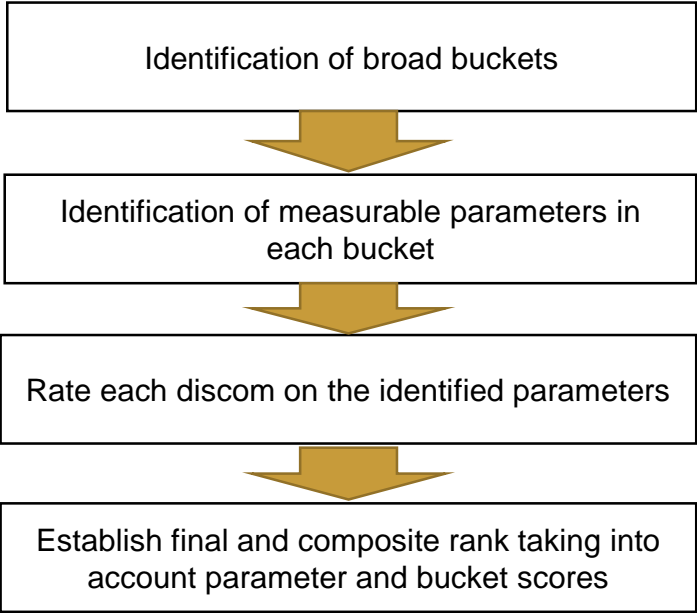 Identification of broad buckets
Identification of measurable parameters in
each bucket
Rate each discom on the identified parameters
Establish final and composite rank taking into
account parameter and bucket scores